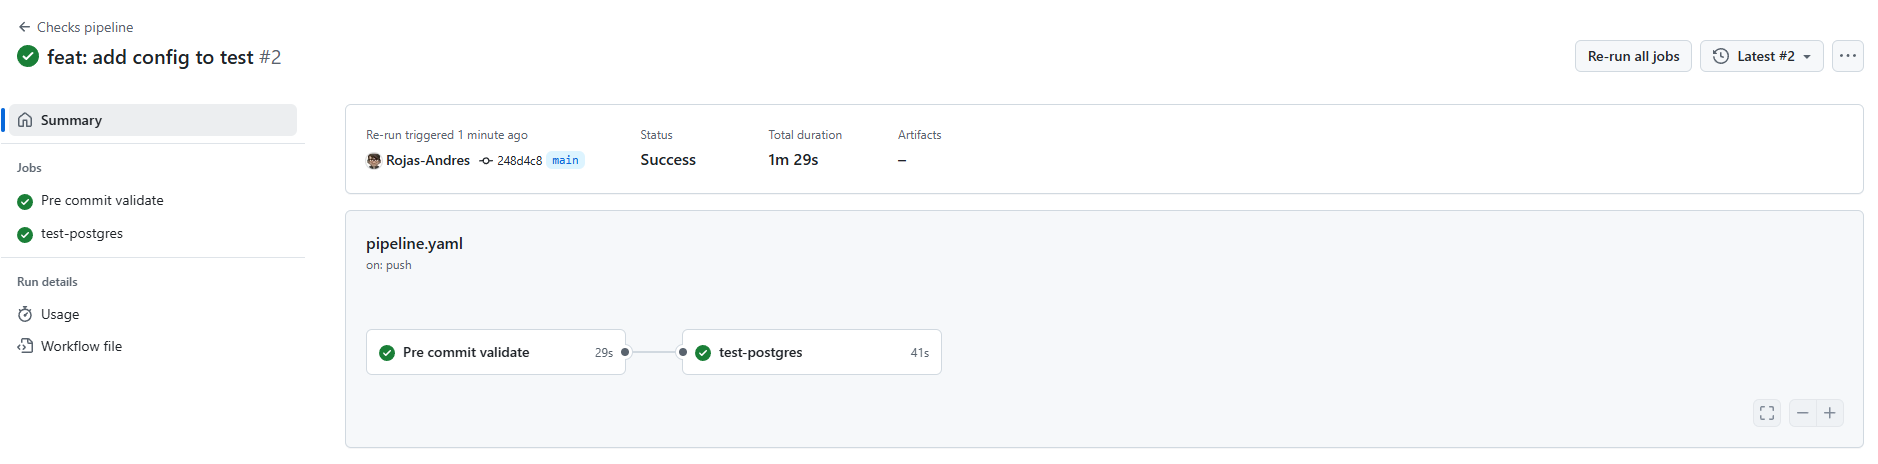 Checks pipeline
feat: add config to test #2
Re-run all jobs
Latest #2
Summary
Jobs
Pre commit validate
test-postgres
Run details
Usage
Workflow file
Re-run triggered 1 minute ago
Rojas-Andres 248d4c8 main
Status
Success
Total duration
1m 29s
Artifacts
–
pipeline.yaml
on: push
Pre commit validate 29s
test-postgres 41s